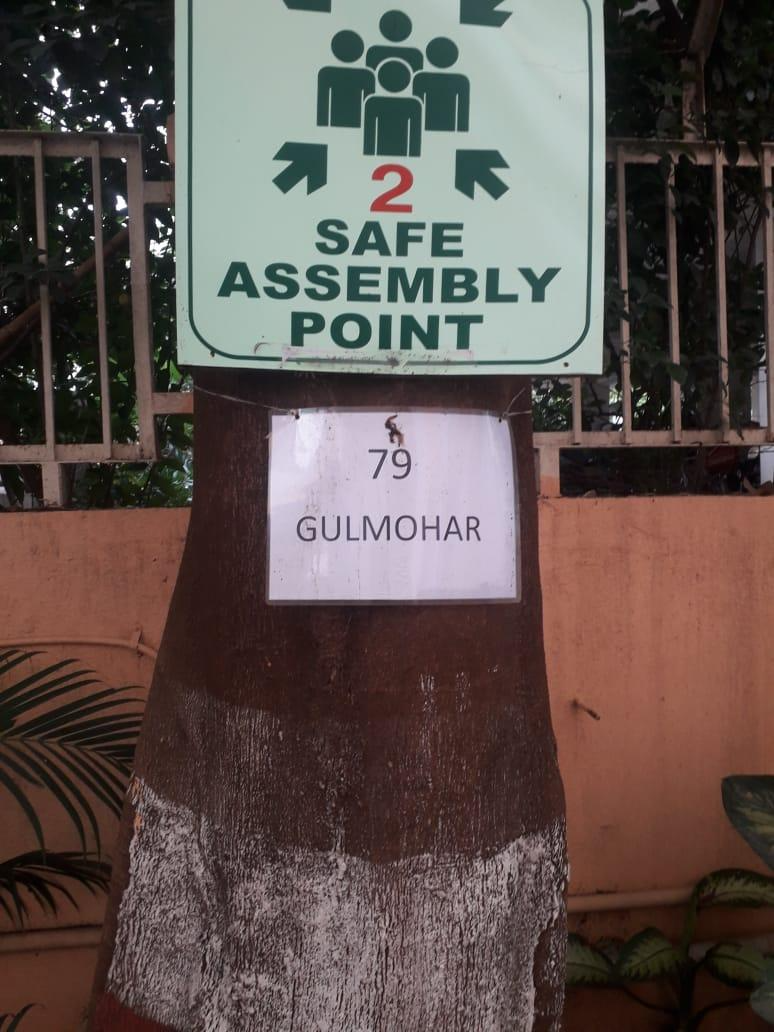 2
SAFE
ASSEMBLY
POINT
79
GULMOHAR